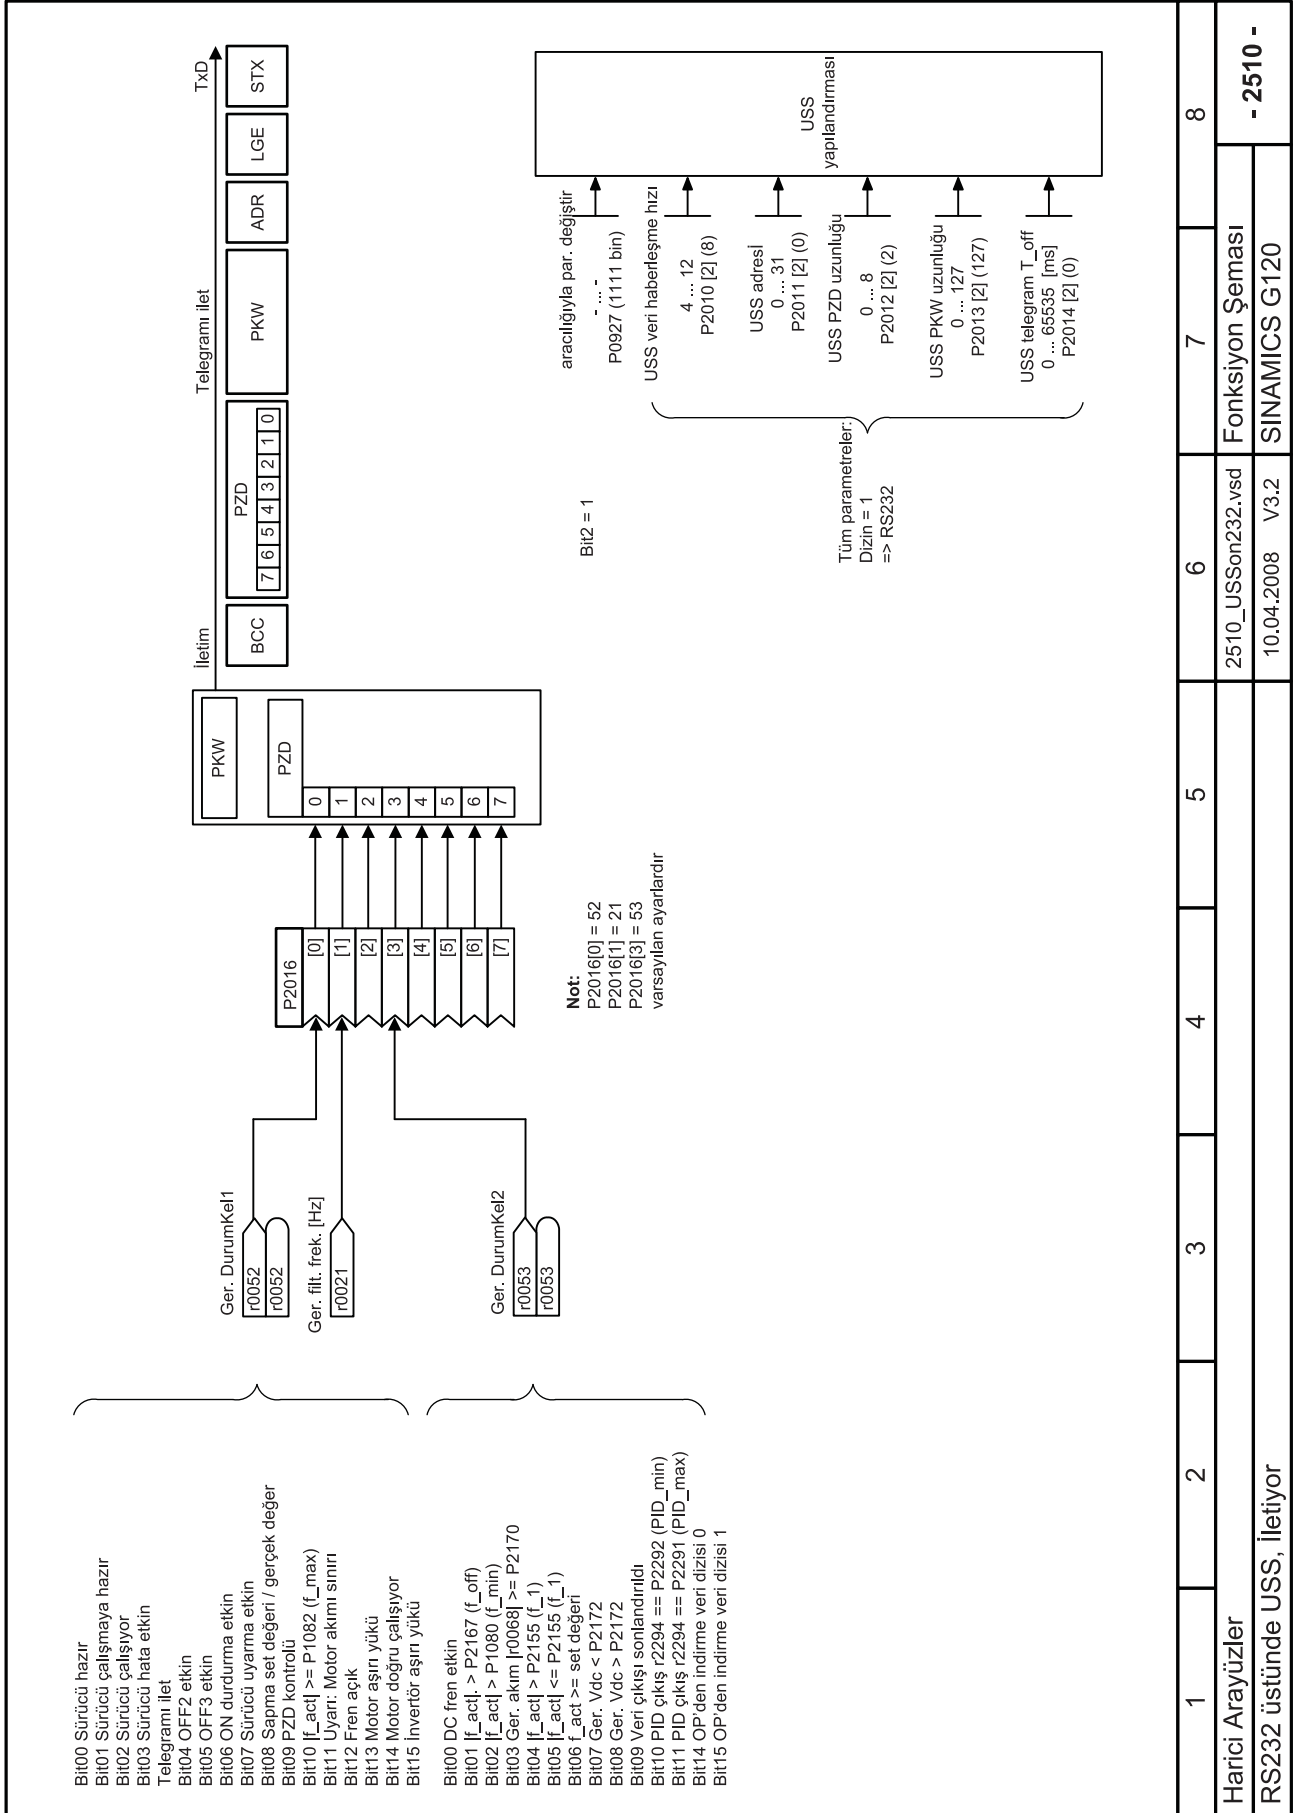 Bit00 Sürücü hazır
Bit01 Sürücü çalışmaya hazır
Bit02 Sürücü çalışıyor
Bit03 Sürücü hata etkin
Telegramı ilet
Bit04 OFF2 etkin
Bit05 OFF3 etkin
Bit06 ON durdurma etkin
Bit07 Sürücü uyarma etkin
Bit08 Sapma set değeri / gerçek değer
Bit09 PZD kontrolü
Bit10 |f_act| >= P1082 (f_max)
Bit11 Uyarı: Motor akımı sınırı
Bit12 Fren açık
Bit13 Motor aşırı yükü
Bit14 Motor doğru çalışıyor
Bit15 İnvertör aşırı yükü
Bit00 DC fren etkin
Bit01 |f_act|. > P2167 (f_off)
Bit02 |f_act| > P1080 (f_min)
Bit03 Ger. akım |r0068| >= P2170
Bit04 |f_act| > P2155 (f_1)
Bit05 |f_act| <= P2155 (f_1)
Bit06 f_act >= set değeri
Bit07 Ger. Vdc < P2172
Bit08 Ger. Vdc > P2172
Bit09 Veri çıkışı sonlandırıldı
Bit10 PID çıkış r2294 == P2292 (PID_min)
Bit11 PID çıkış r2294 == P2291 (PID_max)
Bit14 OP'den indirme veri dizisi 0
Bit15 OP'den indirme veri dizisi 1
Ger. DurumKel1
r0052
r0052
Ger. filt. frek. [Hz]
r0021
Ger. DurumKel2
r0053
r0053
P2016
[0]
[1]
[2]
[3]
[4]
[5]
[6]
[7]
Not:
P2016[0] = 52
P2016[1] = 21
P2016[3] = 53
varsayılan ayarlardır
PKW
PZD
0
1
2
3
4
5
6
7
İletim
Telegramı ilet
TxD
BCC
PZD
7 6 5 4 3 2 1 0
PKW
ADR
LGE
STX
Bit2 = 1
aracılığıyla par. değiştir
- ... -
P0927 (1111 bin)
USS veri haberleşme hızı
4 ... 12
P2010 [2] (8)
USS adresi
0 ... 31
P2011 [2] (0)
USS PZD uzunluğu
0 ... 8
P2012 [2] (2)
USS PKW uzunluğu
0 ... 127
P2013 [2] (127)
USS telegram T_off
0 ... 65535 [ms]
P2014 [2] (0)
Tüm parametreler:
Dizin = 1
=> RS232
USS
yapılandırması
1 2 3 4 5 6 7 8
Harici Arayüzler
RS232 üstünde USS, İletiyor
2510_USSon232.vsd
10.04.2008 V3.2
Fonksiyon Şeması
SINAMICS G120
- 2510 -